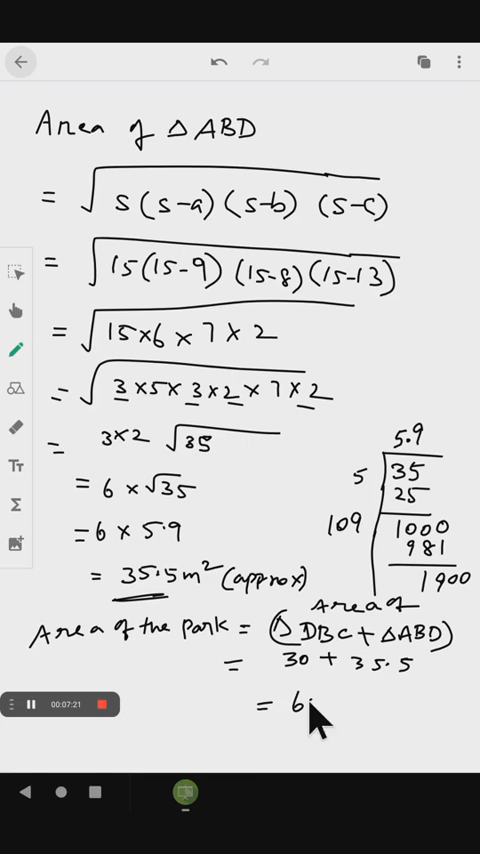 Area of △ABD
= √s(s-a)(s-b)(s-c)
= √15(15-9)(15-8)(15-13)
= √15×6×7×2
= √3×5×3×2×7×2
= 3×2 √35
= 6×√35
=6 × 5.9
= 35.5m² (approx)
5.9
5 35
25
109 1000
981
1900
Area of
Area of the park = (△DBC+△ABD)
= 30 + 35.5
= 6
Tт
Σ
00:07:21